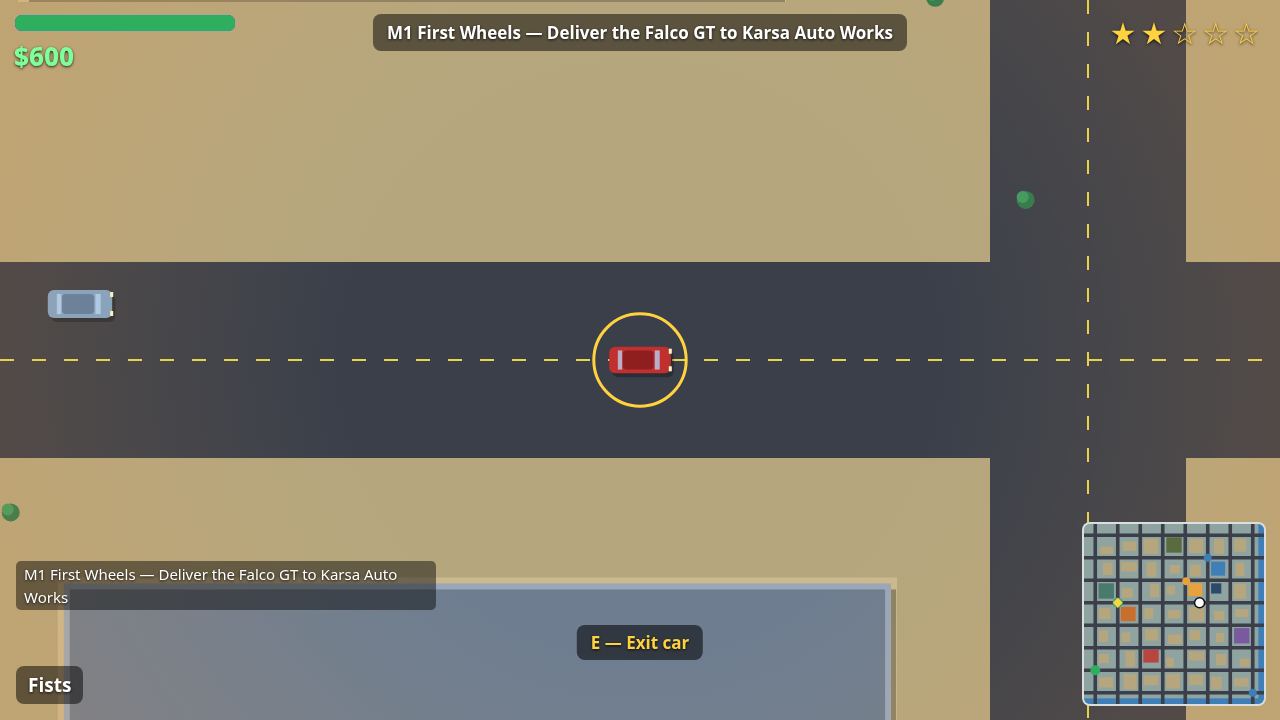 M1 First Wheels — Deliver the Falco GT to Karsa Auto Works
★★☆☆☆
$600
M1 First Wheels — Deliver the Falco GT to Karsa Auto
Works
E — Exit car
Fists